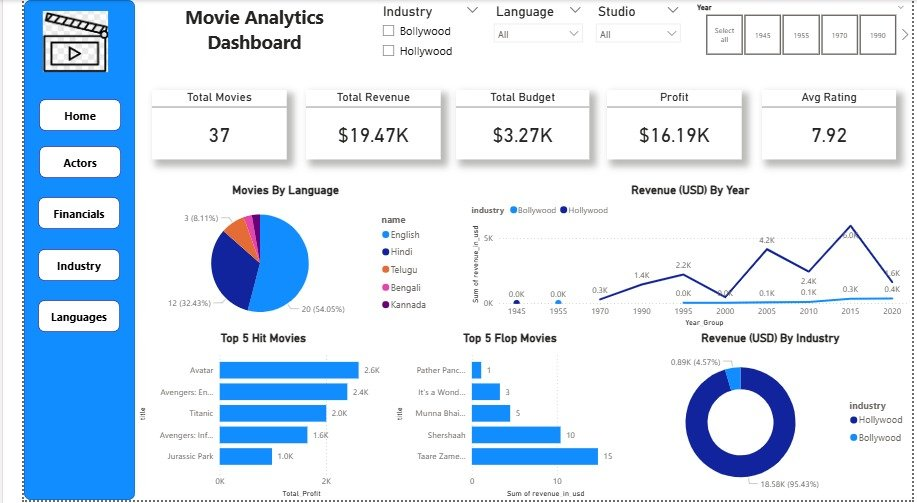 Movie Analytics
Dashboard
Industry
Bollywood
Hollywood
Language
All
Studio
All
Year
Select
all
1945
1955
1970
1990
Home
Actors
Financials
Industry
Languages
Total Movies
37
Total Revenue
$19.47K
Total Budget
$3.27K
Profit
$16.19K
Avg Rating
7.92
Movies By Language
3 (8.11%)
12 (32.43%)
20 (54.05%)
name
English
Hindi
Telugu
Bengali
Kannada
Revenue (USD) By Year
industry Bollywood Hollywood
Sum of revenue_in_usd
5K
0K
0.0K
0.0K
0.3K
1.4K
2.2K
0.0K
0.0K
4.2K
0.1K
2.4K
0.1K
6.0K
0.3K
1.6K
0.4K
1945 1955 1970 1990 1995 2000 2005 2010 2015 2020
Year_Group
Top 5 Hit Movies
title
Avatar 2.6K
Avengers: En... 2.4K
Titanic 2.0K
Avengers: Inf... 1.6K
Jurassic Park 1.0K
0K 2K
Total_Profit
Top 5 Flop Movies
title
Pather Panc... 1
It's a Wond... 3
Munna Bhai... 5
Shershaah 10
Taare Zame... 15
0 10
Sum of revenue_in_usd
Revenue (USD) By Industry
0.89K (4.57%)
18.58K (95.43%)
industry
Hollywood
Bollywood